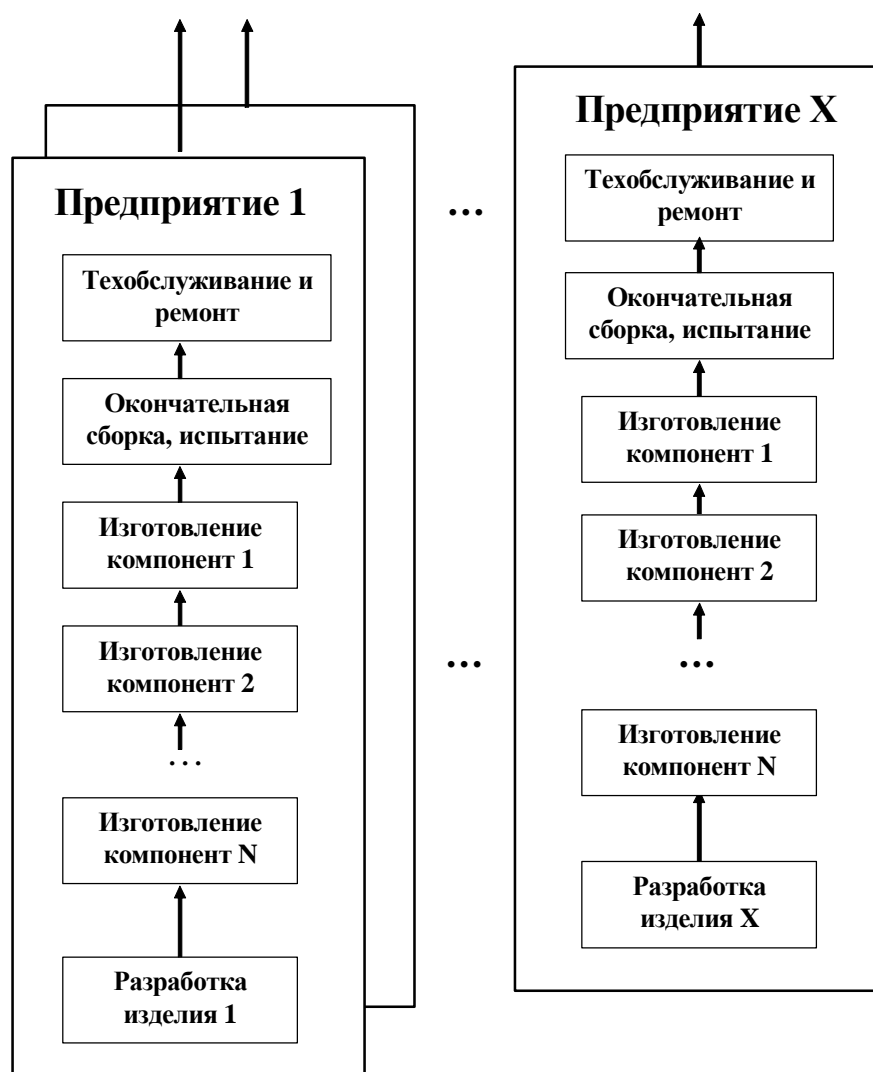 Предприятие 1
Техобслуживание и
ремонт
Окончательная
сборка, испытание
Изготовление
компонент 1
Изготовление
компонент 2
...
Изготовление
компонент N
Разработка
изделия 1
...
...
Предприятие X
Техобслуживание и
ремонт
Окончательная
сборка, испытание
Изготовление
компонент 1
Изготовление
компонент 2
...
Изготовление
компонент N
Разработка
изделия X